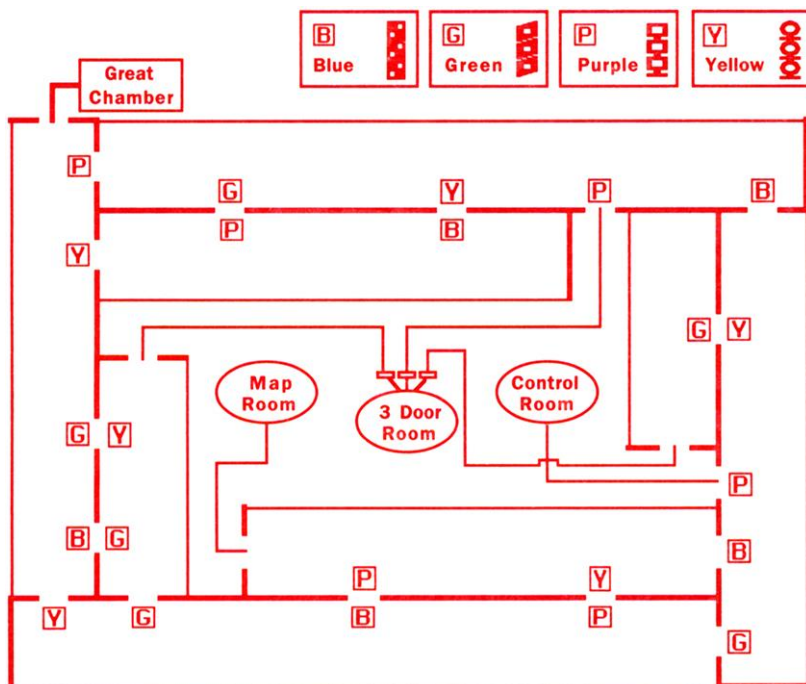 B
Blue
G
Green
P
Purple
Y
Yellow
Great
Chamber
P
G
Y
P
B
P
B
Y
G Y
Map
Room
3 Door
Room
Control
Room
G Y
P
B G
B
P
Y
Y
G
B
P
G